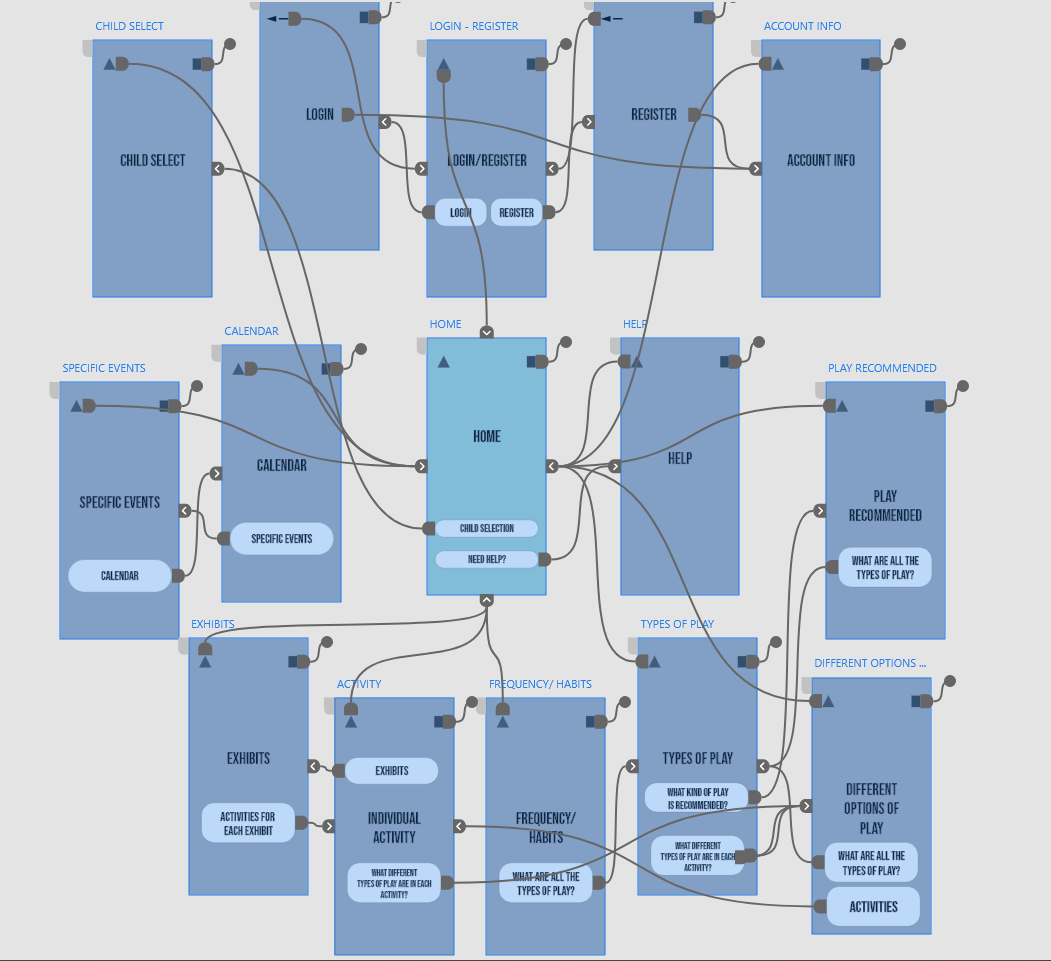 CHILD SELECT
LOGIN - REGISTER
ACCOUNT INFO
LOGIN
REGISTER
CHILD SELECT
LOGIN/REGISTER
ACCOUNT INFO
LOGIN
REGISTER
CALENDAR
HOME
HELP
SPECIFIC EVENTS
PLAY RECOMMENDED
HOME
CALENDAR
HELP
SPECIFIC EVENTS
PLAY
RECOMMENDED
CHILD SELECTION
SPECIFIC EVENTS
NEED HELP?
WHAT ARE ALL THE
TYPES OF PLAY?
CALENDAR
EXHIBITS
TYPES OF PLAY
DIFFERENT OPTIONS ...
ACTIVITY
FREQUENCY/ HABITS
EXHIBITS
TYPES OF PLAY
EXHIBITS
WHAT KIND OF PLAY
IS RECOMMENDED?
DIFFERENT
OPTIONS OF
PLAY
ACTIVITIES FOR
EACH EXHIBIT
INDIVIDUAL
ACTIVITY
FREQUENCY/
HABITS
WHAT DIFFERENT
TYPES OF PLAY ARE IN EACH
ACTIVITY?
WHAT ARE ALL THE
TYPES OF PLAY?
WHAT DIFFERENT
TYPES OF PLAY ARE IN EACH
ACTIVITY?
WHAT ARE ALL THE
TYPES OF PLAY?
ACTIVITIES